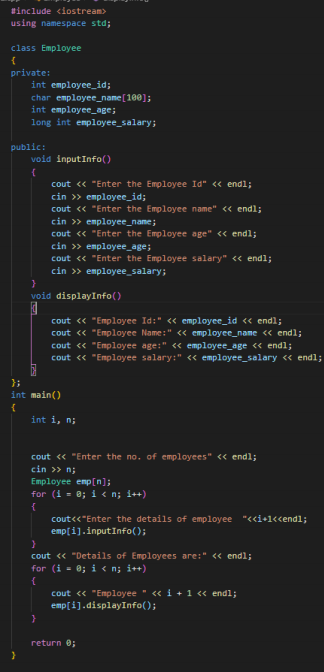 #include <iostream>
using namespace std;

class Employee
{
private:
    int employee_id;
    char employee_name[100];
    int employee_age;
    long int employee_salary;

public:
    void inputInfo()
    {
        cout << "Enter the Employee Id" << endl;
        cin >> employee_id;
        cout << "Enter the Employee name" << endl;
        cin >> employee_name;
        cout << "Enter the Employee age" << endl;
        cin >> employee_age;
        cout << "Enter the Employee salary" << endl;
        cin >> employee_salary;
    }
    void displayInfo()
    {
        cout << "Employee Id:" << employee_id << endl;
        cout << "Employee Name:" << employee_name << endl;
        cout << "Employee age:" << employee_age << endl;
        cout << "Employee salary:" << employee_salary << endl;
    }
};
int main()
{
    int i, n;

    cout << "Enter the no. of employees" << endl;
    cin >> n;
    Employee emp[n];
    for (i = 0; i < n; i++)
    {
        cout<<"Enter the details of employee  "<<i+1<<endl;
        emp[i].inputInfo();
    }
    cout << "Details of Employees are:" << endl;
    for (i = 0; i < n; i++)
    {
        cout << "Employee " << i + 1 << endl;
        emp[i].displayInfo();
    }

    return 0;
}